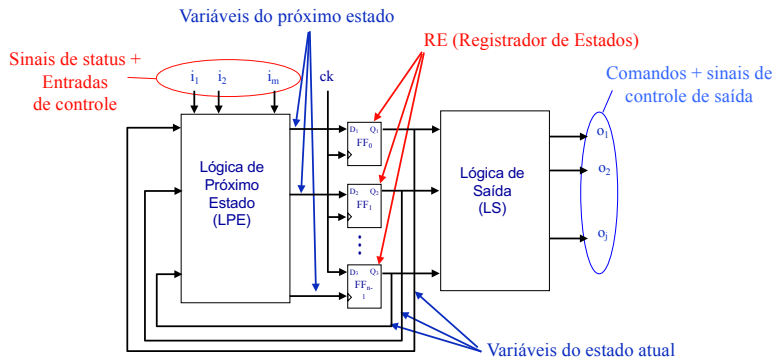 Variáveis do próximo estado
RE (Registrador de Estados)
Sinais de status +
Entradas
de controle
i1 i2 im ck
Comandos + sinais de
controle de saída
D1 Q1
FF0
Lógica de
Próximo
Estado
(LPE)
D2 Q2
FF1
...
D3 Q3
FFn-
1
Lógica de
Saída
(LS)
o1
o2
oj
Variáveis do estado atual